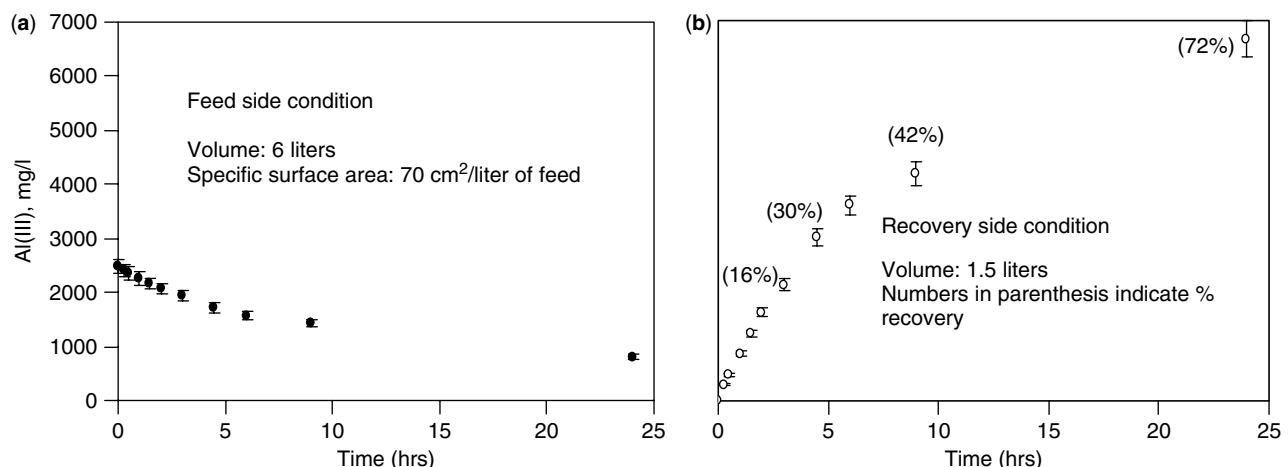 (a)
7000
6000
5000
4000
3000
2000
1000
0
Al(III), mg/l
Feed side condition
Volume: 6 liters
Specific surface area: 70 cm²/liter of feed
0 5 10 15 20 25
Time (hrs)
(b)
(72%)
(42%)
(30%)
(16%)
Recovery side condition
Volume: 1.5 liters
Numbers in parenthesis indicate %
recovery
0 5 10 15 20 25
Time (hrs)